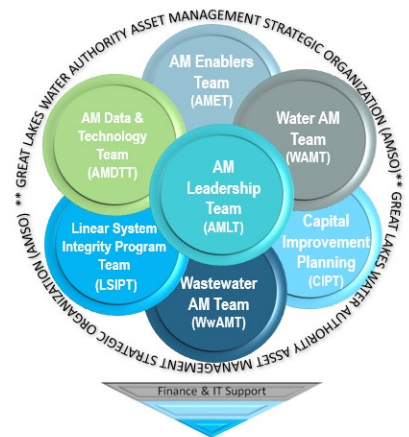 ** GREAT LAKES WATER AUTHORITY ASSET MANAGEMENT STRATEGIC ORGANIZATION (AMSO)
** GREAT LAKES WATER AUTHORITY ASSET MANAGEMENT STRATEGIC ORGANIZATION (AMSO)
AM Enablers
Team
(AMET)
AM Data &
Technology
Team
(AMDTT)
Water AM
Team
(WAMT)
AM
Leadership
Team
(AMLT)
Linear System
Integrity Program
Team
(LSIPT)
Capital
Improvement
Planning
(CIPT)
Wastewater
AM Team
(WwAMT)
Finance & IT Support